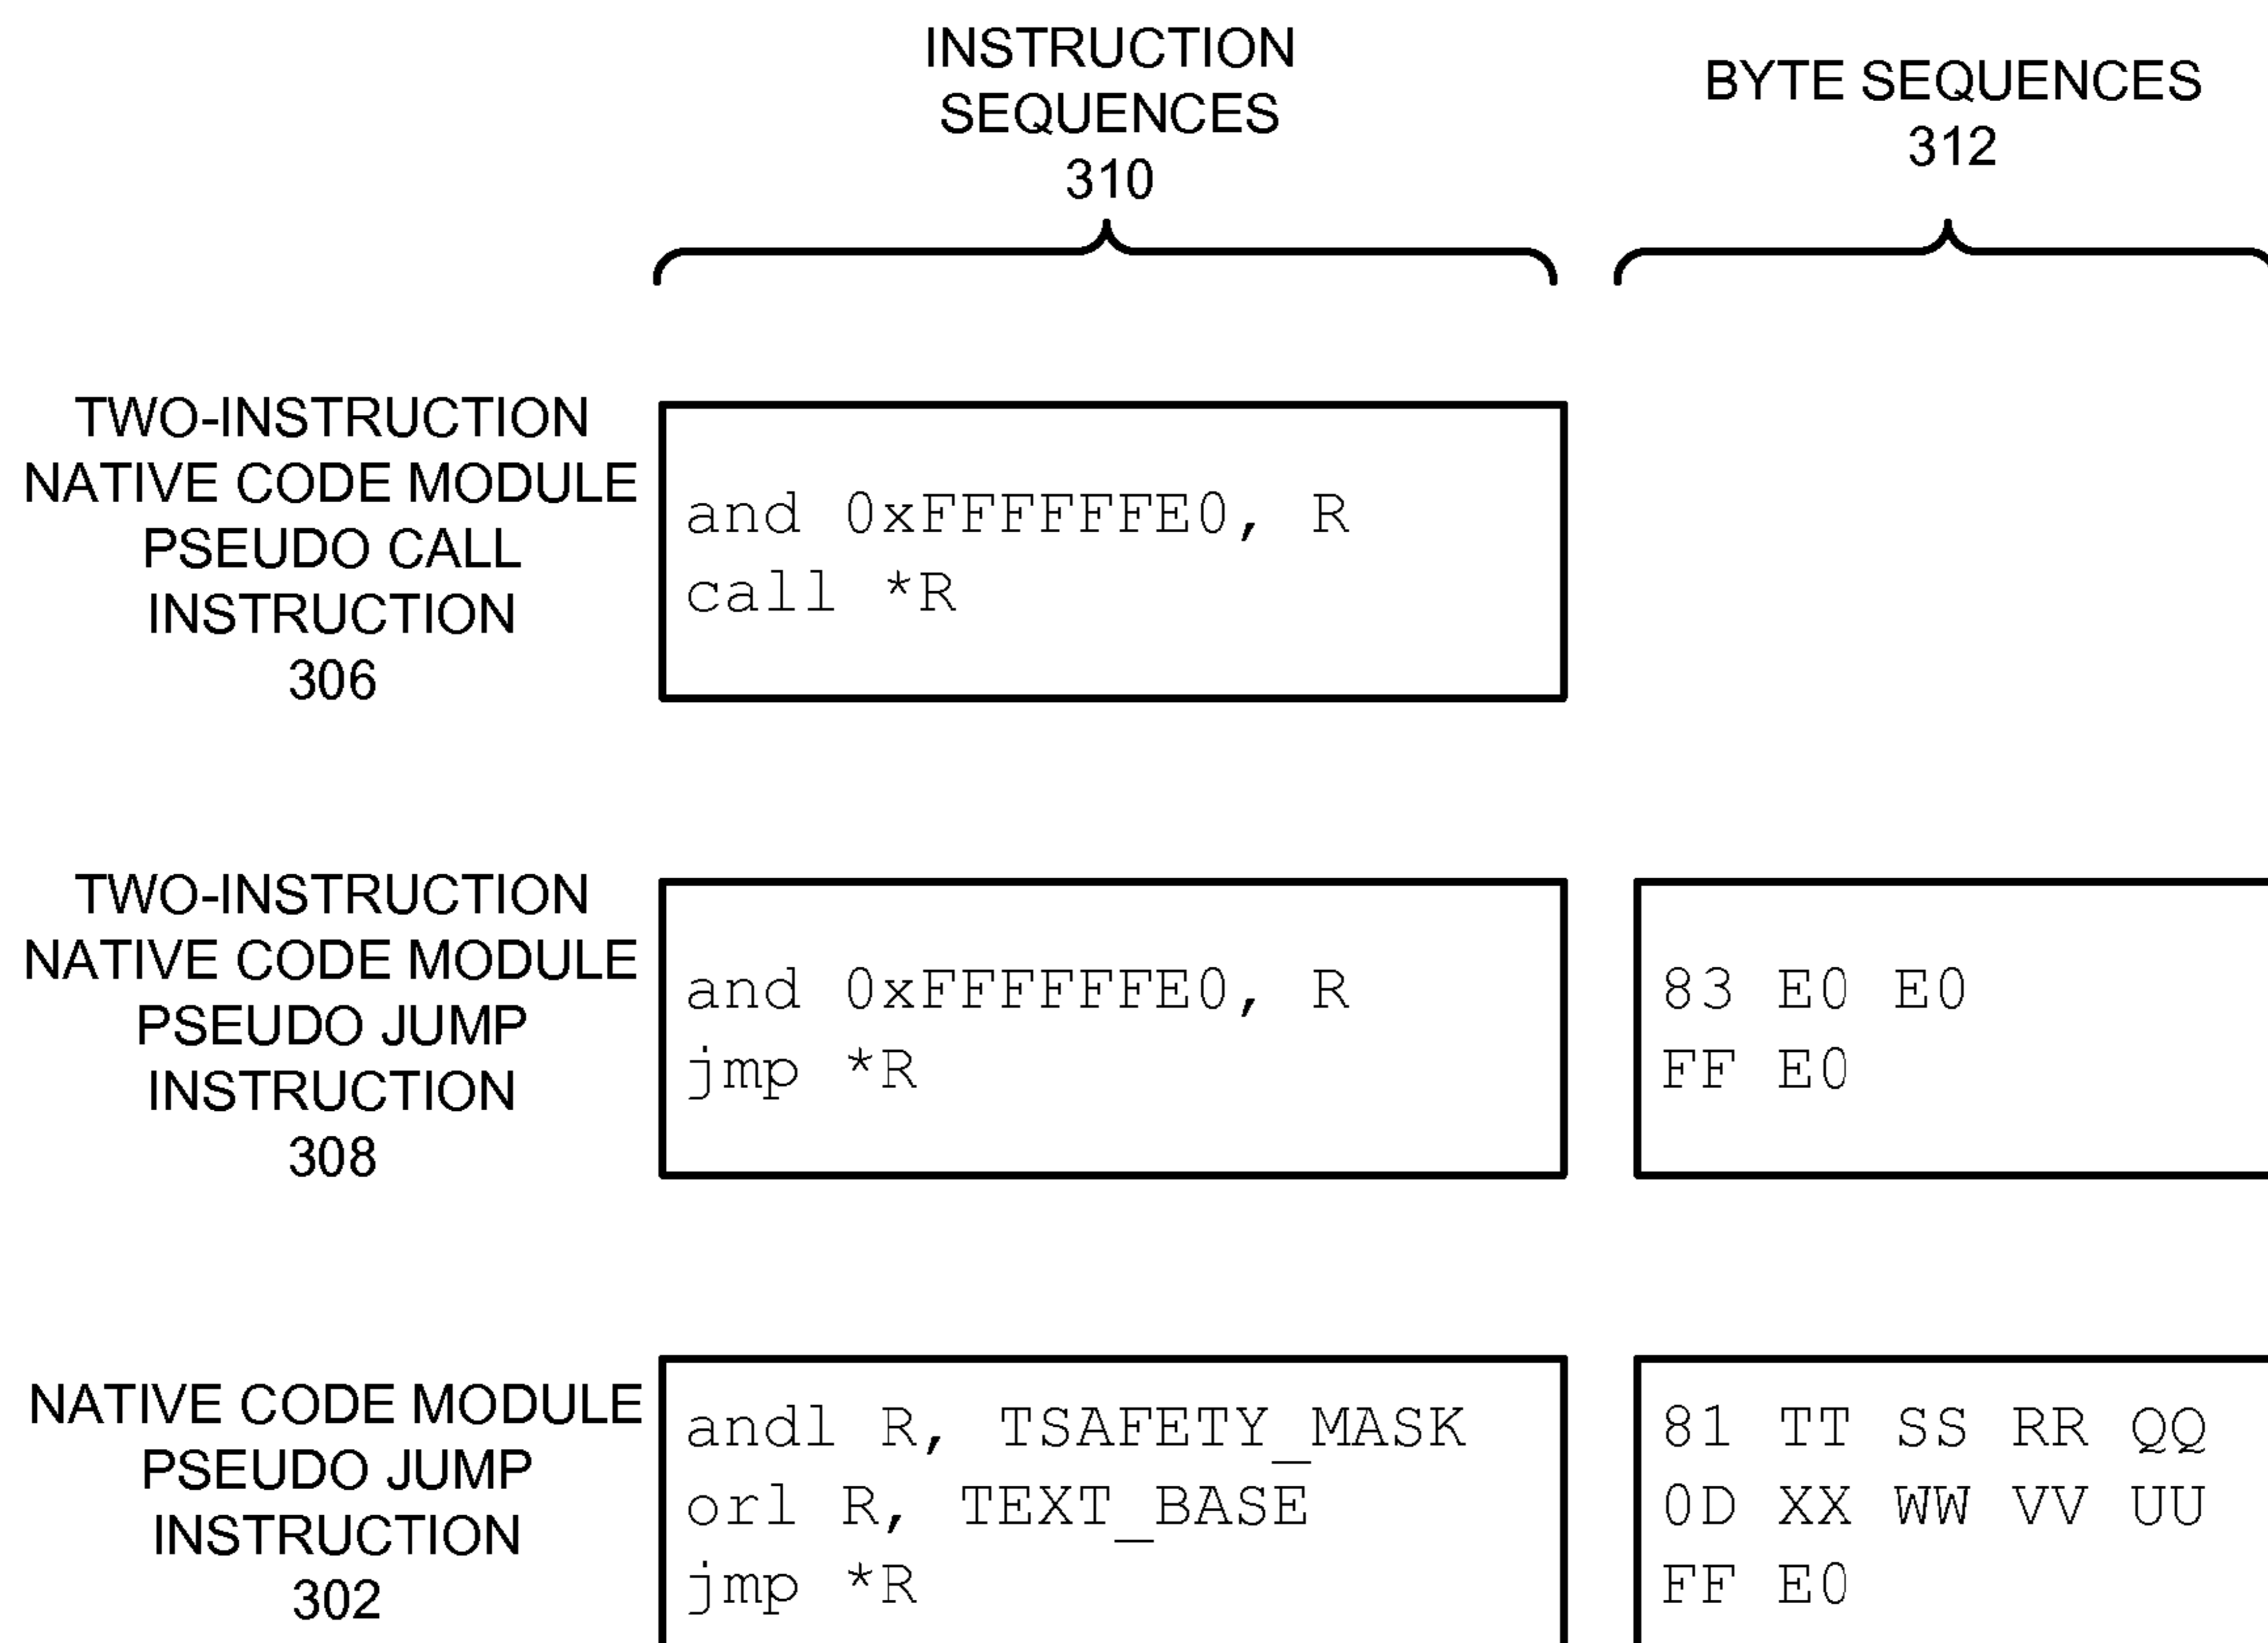 INSTRUCTION
SEQUENCES
310
BYTE SEQUENCES
312
TWO-INSTRUCTION
NATIVE CODE MODULE
PSEUDO CALL
INSTRUCTION
306
and 0xFFFFFFE0, R
call *R
TWO-INSTRUCTION
NATIVE CODE MODULE
PSEUDO JUMP
INSTRUCTION
308
and 0xFFFFFFE0, R
jmp *R
83 E0 E0
FF E0
NATIVE CODE MODULE
PSEUDO JUMP
INSTRUCTION
302
andl R, TSAFETY_MASK
orl R, TEXT_BASE
jmp *R
81 TT SS RR QQ
0D XX WW VV UU
FF E0